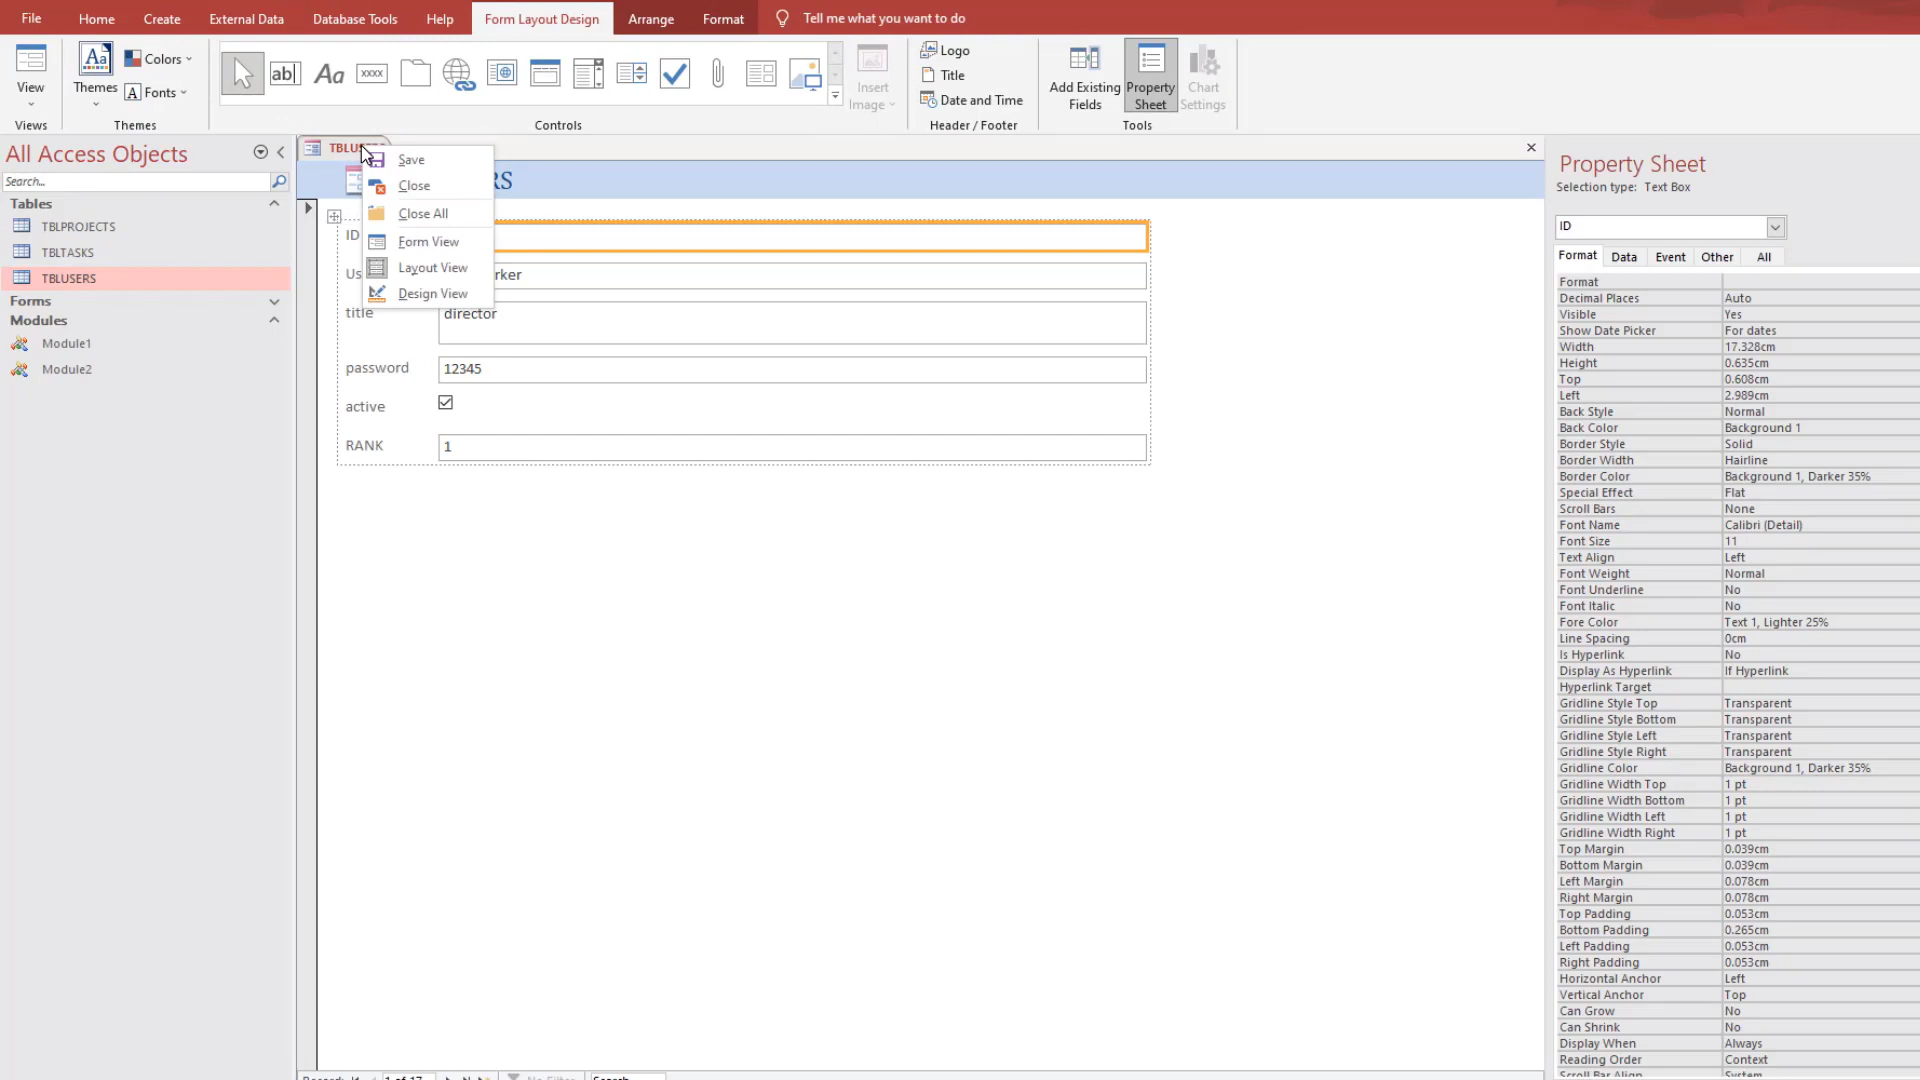 File Home Create External Data Database Tools Help Form Layout Design Arrange Format Tell me what you want to do
View
Views
Themes
Colors
Fonts
Themes
ab|
Aa
xxxx
Controls
Insert
Image
Logo
Title
Date and Time
Header / Footer
Add Existing
Fields
Property
Sheet
Chart
Settings
Tools
All Access Objects
Search...
Tables
TBLPROJECTS
TBLTASKS
TBLUSERS
Forms
Modules
Module1
Module2
Save
Close
Close All
Form View
Layout View
Design View
ID
title director
password 12345
active
RANK 1
1 of 17 No Filter Search
Property Sheet
Selection type: Text Box
ID
Format Data Event Other All
Format
Decimal Places Auto
Visible Yes
Show Date Picker For dates
Width 17.328cm
Height 0.635cm
Top 0.608cm
Left 2.989cm
Back Style Normal
Back Color Background 1
Border Style Solid
Border Width Hairline
Border Color Background 1, Darker 35%
Special Effect Flat
Scroll Bars None
Font Name Calibri (Detail)
Font Size 11
Text Align Left
Font Weight Normal
Font Underline No
Font Italic No
Fore Color Text 1, Lighter 25%
Line Spacing 0cm
Is Hyperlink No
Display As Hyperlink If Hyperlink
Hyperlink Target
Gridline Style Top Transparent
Gridline Style Bottom Transparent
Gridline Style Left Transparent
Gridline Style Right Transparent
Gridline Color Background 1, Darker 35%
Gridline Width Top 1 pt
Gridline Width Bottom 1 pt
Gridline Width Left 1 pt
Gridline Width Right 1 pt
Top Margin 0.039cm
Bottom Margin 0.039cm
Left Margin 0.078cm
Right Margin 0.078cm
Top Padding 0.053cm
Bottom Padding 0.265cm
Left Padding 0.053cm
Right Padding 0.053cm
Horizontal Anchor Left
Vertical Anchor Top
Can Grow No
Can Shrink No
Display When Always
Reading Order Context
Scroll Bar Align System